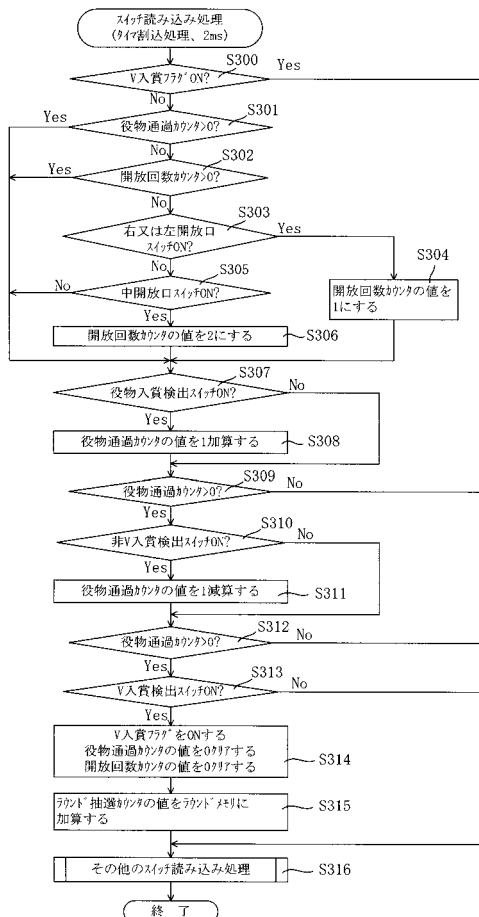 スイッチ読み込み処理
(タイマ割込処理、2ms)
S300
V入賞フラグON?
Yes
No
S301
Yes
役物通過カウンタ>0?
No
S302
Yes
開放回数カウンタ>0?
No
S303
右又は左開放口
スイッチON?
Yes
No
S304
開放回数カウンタの値を
1にする
S305
No
中開放口スイッチON?
Yes
開放回数カウンタの値を2にする
S306
S307
役物入賞検出スイッチON?
No
Yes
役物通過カウンタの値を1加算する
S308
S309
役物通過カウンタ>0?
No
Yes
S310
非V入賞検出スイッチON?
No
Yes
役物通過カウンタの値を1減算する
S311
S312
役物通過カウンタ>0?
No
Yes
S313
V入賞検出スイッチON?
No
Yes
V入賞フラグをONする
役物通過カウンタの値を0クリアする
開放回数カウンタの値を0クリアする
S314
ラウンド抽選カウンタの値をラウンドメモリに
加算する
S315
その他のスイッチ読み込み処理
S316
終了